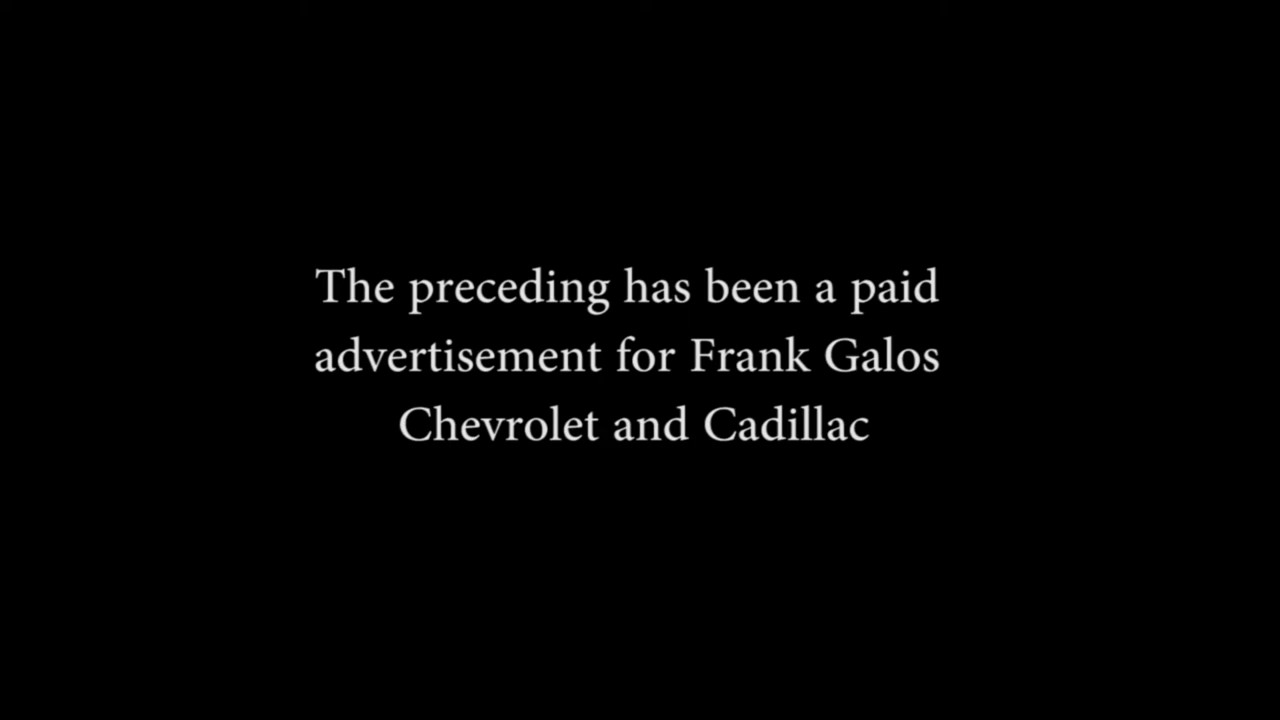 The preceding has been a paid
advertisement for Frank Galos
Chevrolet and Cadillac